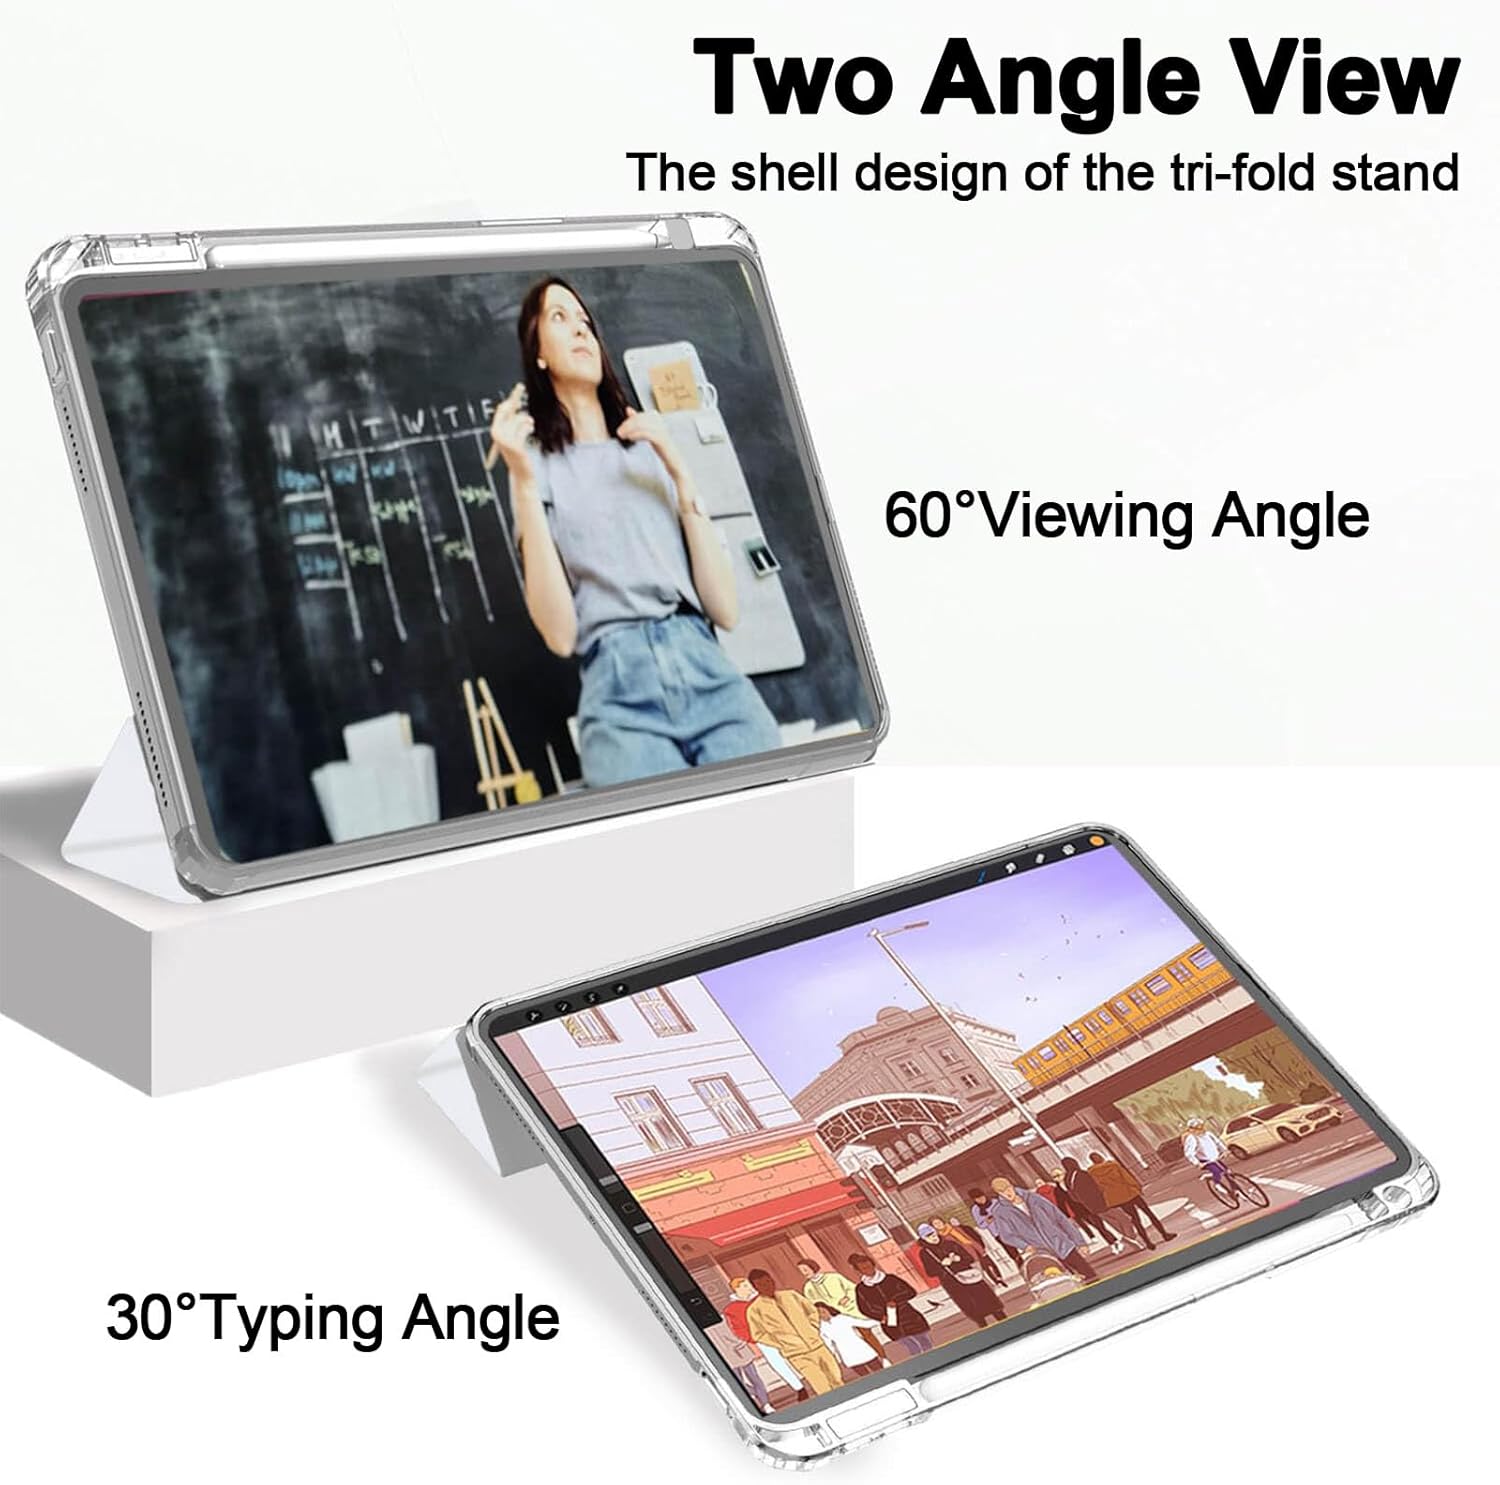 Two Angle View
The shell design of the tri-fold stand
M T W T F
60°Viewing Angle
30°Typing Angle